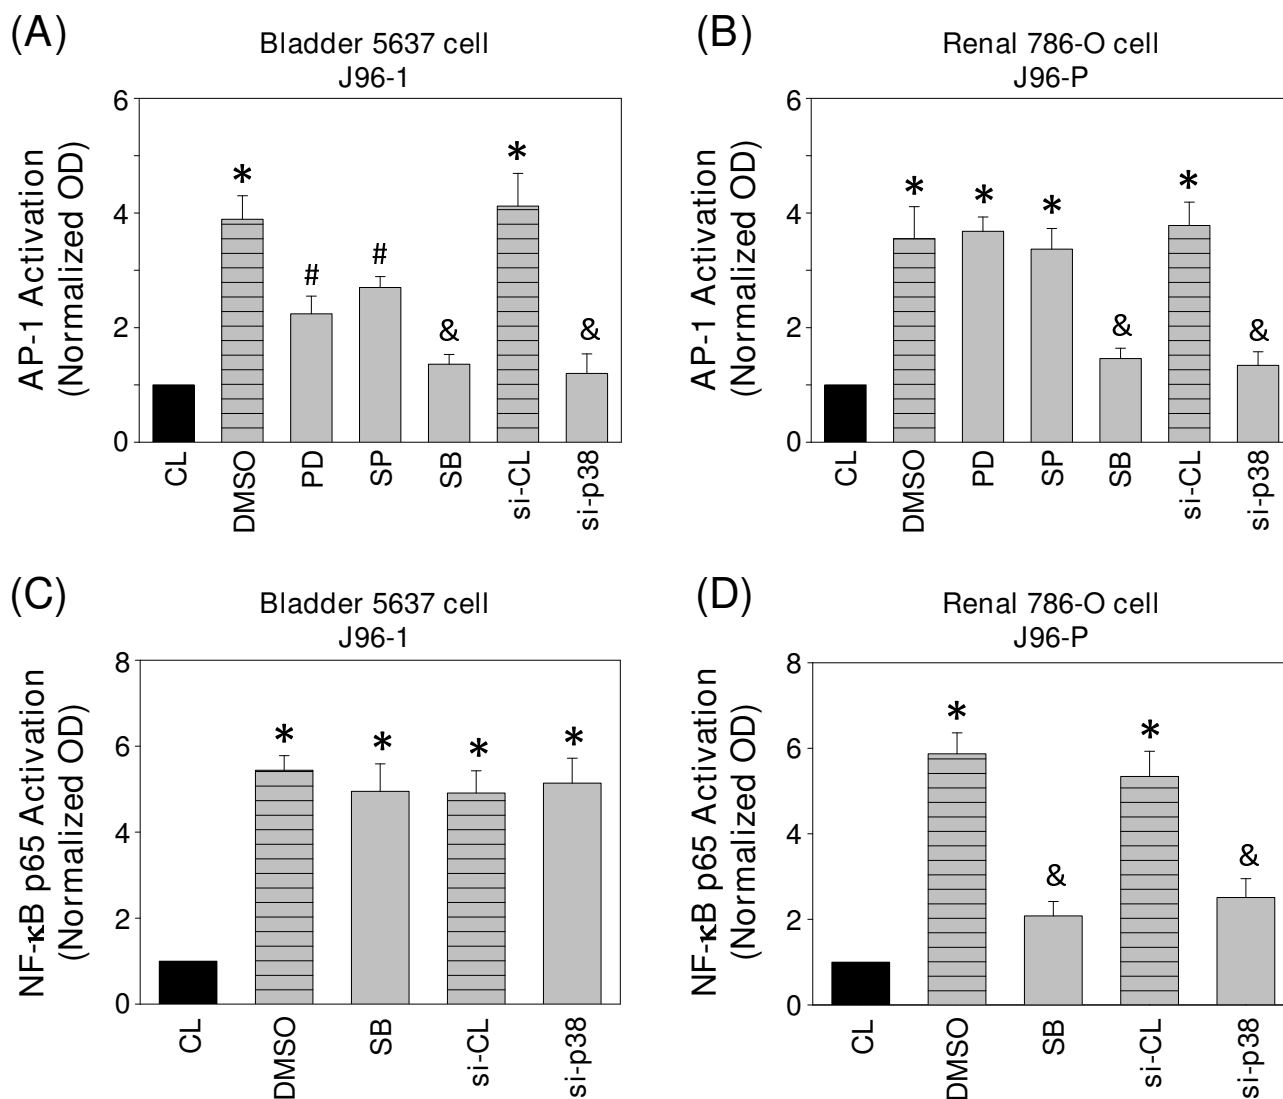 (A)
Bladder 5637 cell
J96-1
AP-1 Activation
(Normalized OD)
6
4
2
0
*
#
#
&
*
&
CL
DMSO
PD
SP
SB
si-CL
si-p38
(B)
Renal 786-O cell
J96-P
AP-1 Activation
(Normalized OD)
6
4
2
0
*
*
*
&
*
&
CL
DMSO
PD
SP
SB
si-CL
si-p38
(C)
Bladder 5637 cell
J96-1
NF-κB p65 Activation
(Normalized OD)
8
6
4
2
0
*
*
*
*
CL
DMSO
SB
si-CL
si-p38
(D)
Renal 786-O cell
J96-P
NF-κB p65 Activation
(Normalized OD)
8
6
4
2
0
*
&
*
&
CL
DMSO
SB
si-CL
si-p38